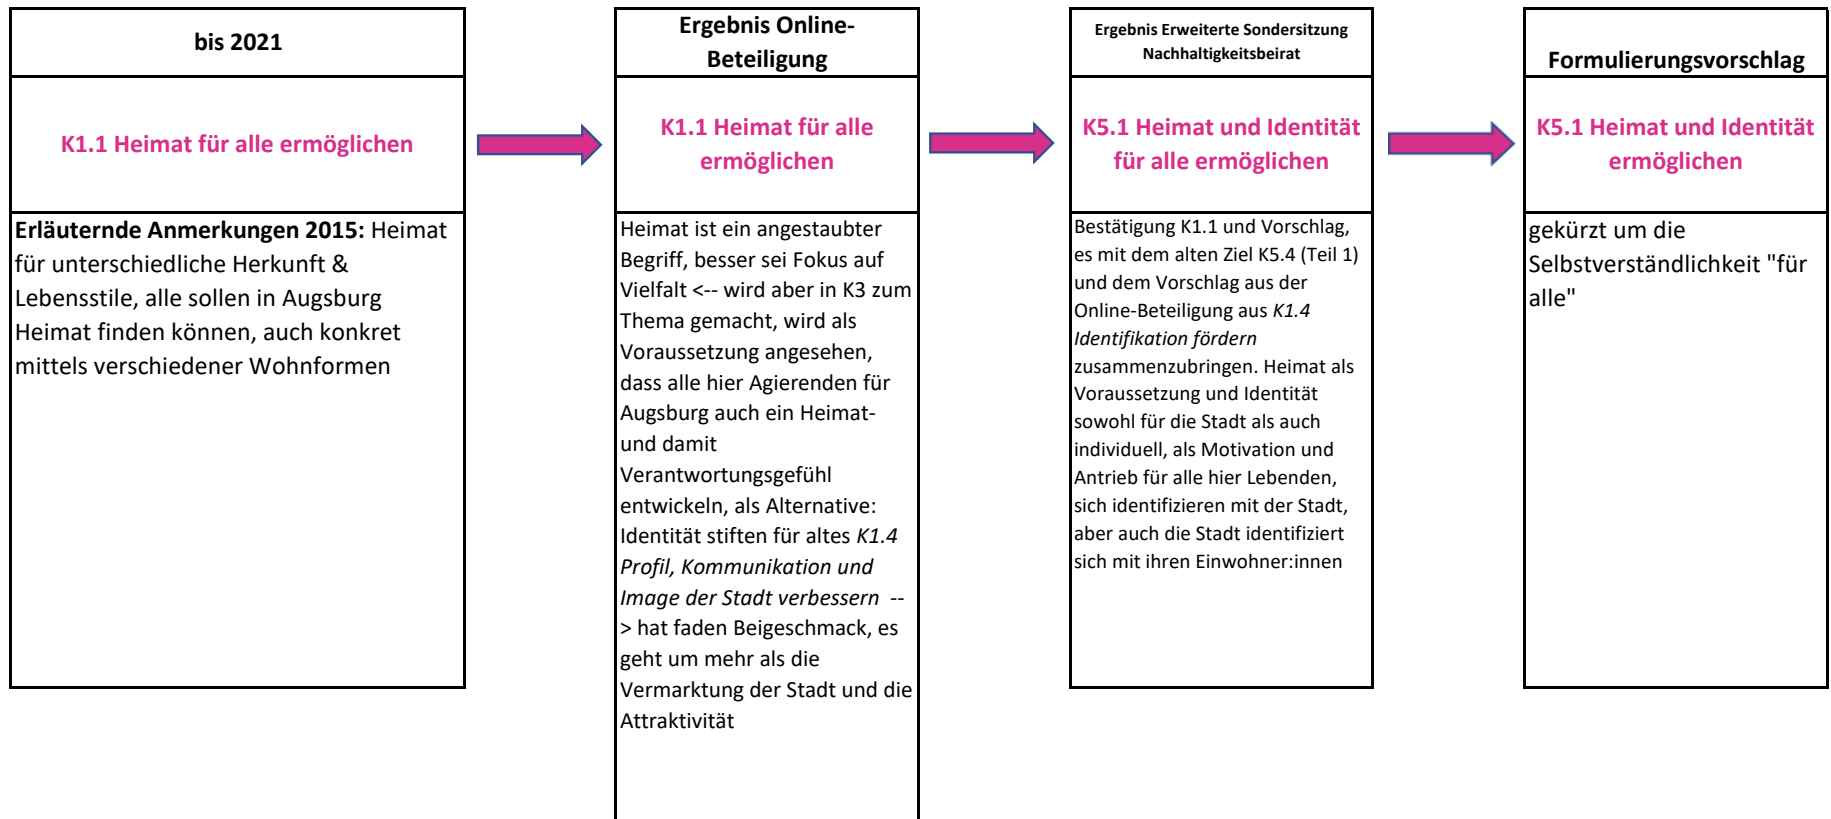 bis 2021
K1.1 Heimat für alle ermöglichen
Erläuternde Anmerkungen 2015: Heimat
für unterschiedliche Herkunft &
Lebensstile, alle sollen in Augsburg
Heimat finden können, auch konkret
mittels verschiedener Wohnformen
Ergebnis Online-
Beteiligung
K1.1 Heimat für alle
ermöglichen
Heimat ist ein angestaubter
Begriff, besser sei Fokus auf
Vielfalt <-- wird aber in K3 zum
Thema gemacht, wird als
Voraussetzung angesehen,
dass alle hier Agierenden für
Augsburg auch ein Heimat-
und damit
Verantwortungsgefühl
entwickeln, als Alternative:
Identität stiften für altes K1.4
Profil, Kommunikation und
Image der Stadt verbessern --
> hat faden Beigeschmack, es
geht um mehr als die
Vermarktung der Stadt und die
Attraktivität
Ergebnis Erweiterte Sondersitzung
Nachhaltigkeitsbeirat
K5.1 Heimat und Identität
für alle ermöglichen
Bestätigung K1.1 und Vorschlag,
es mit dem alten Ziel K5.4 (Teil 1)
und dem Vorschlag aus der
Online-Beteiligung aus K1.4
Identifikation fördern
zusammenzubringen. Heimat als
Voraussetzung und Identität
sowohl für die Stadt als auch
individuell, als Motivation und
Antrieb für alle hier Lebenden,
sich identifizieren mit der Stadt,
aber auch die Stadt identifiziert
sich mit ihren Einwohner:innen
Formulierungsvorschlag
K5.1 Heimat und Identität
ermöglichen
gekürzt um die
Selbstverständlichkeit "für
alle"